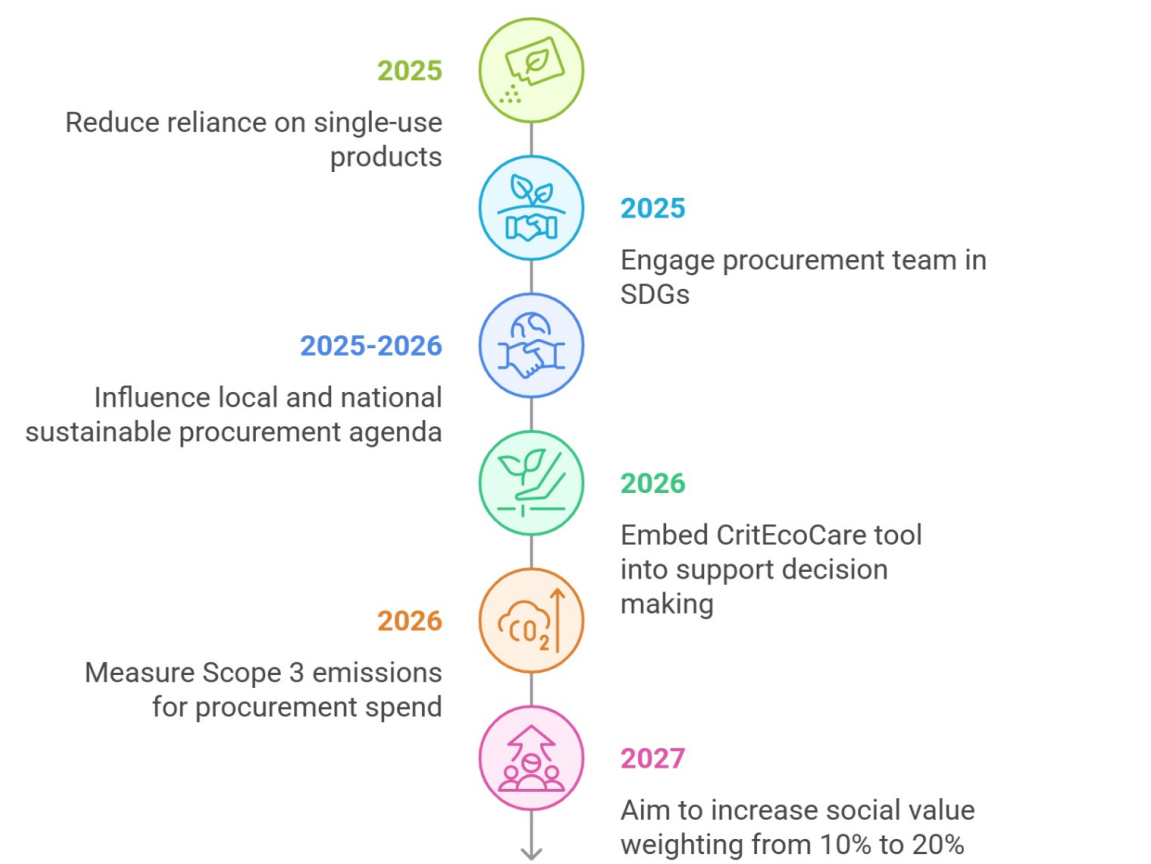 2025
Reduce reliance on single-use
products
2025
Engage procurement team in
SDGs
2025-2026
Influence local and national
sustainable procurement agenda
2026
Embed CritEcoCare tool
into support decision
making
2026
CO2
Measure Scope 3 emissions
for procurement spend
2027
Aim to increase social value
weighting from 10% to 20%